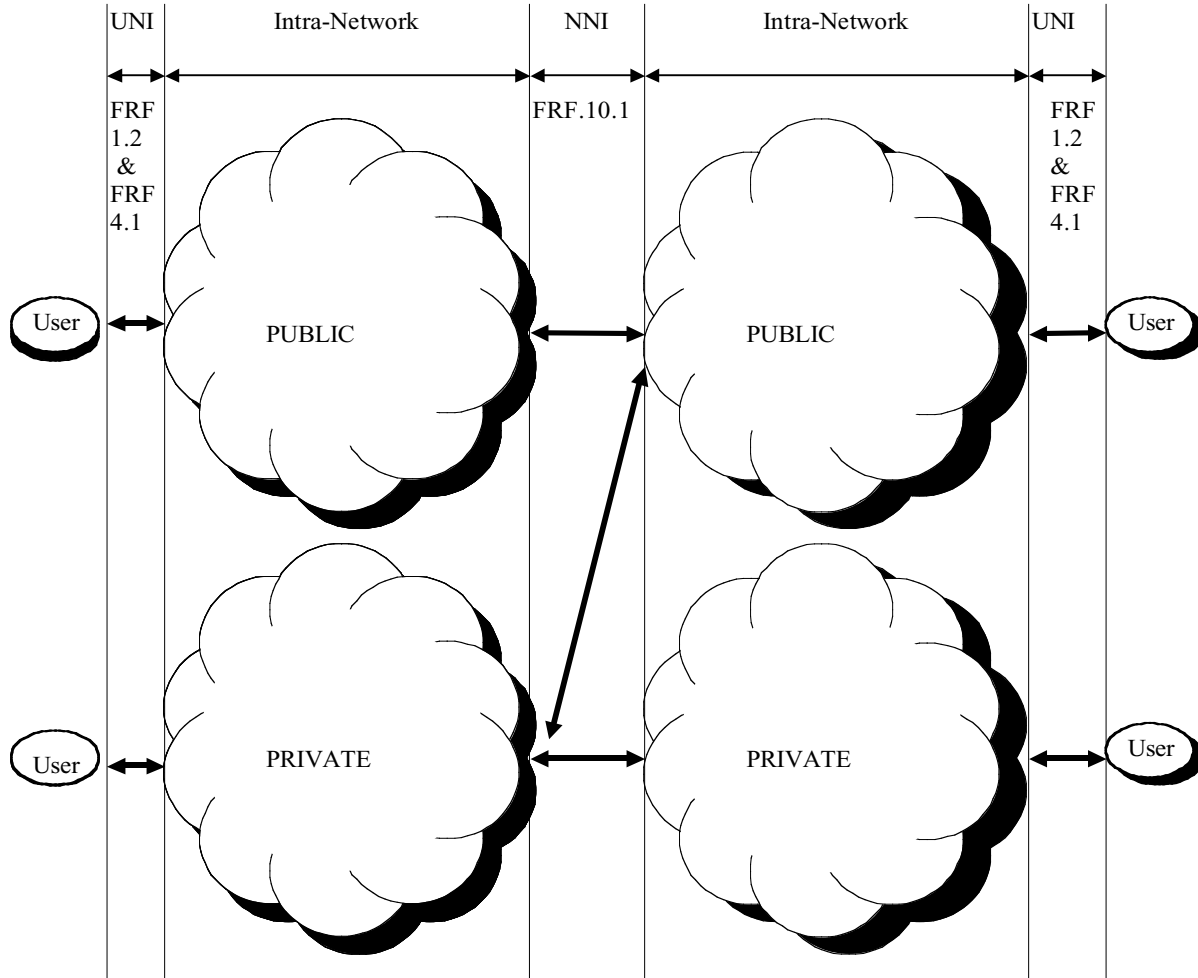 UNI
Intra-Network
NNI
Intra-Network
UNI
FRF
1.2
&
FRF
4.1
FRF.10.1
FRF
1.2
&
FRF
4.1
User
PUBLIC
PUBLIC
User
User
PRIVATE
PRIVATE
User